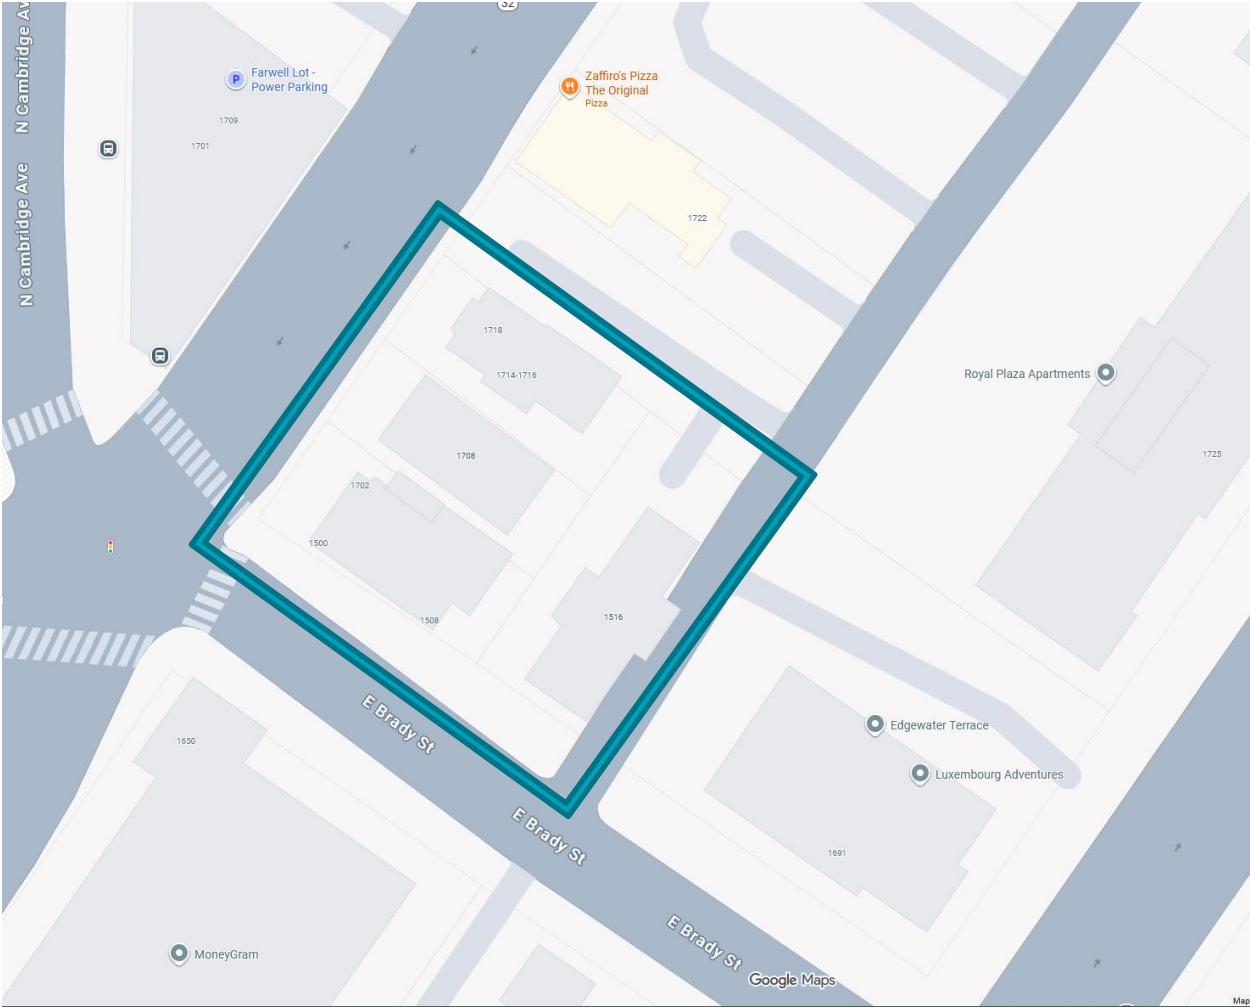 32
N Cambridge Av
N Cambridge Ave
Farwell Lot -
Power Parking
P
1709
1701
Zaffiro's Pizza
The Original
Pizza
1722
1718
1714-1716
1708
1702
1500
1508
1516
Royal Plaza Apartments
1725
Edgewater Terrace
Luxembourg Adventures
1691
E Brady St
E Brady St
E Brady St
1650
MoneyGram
Google Maps
Map